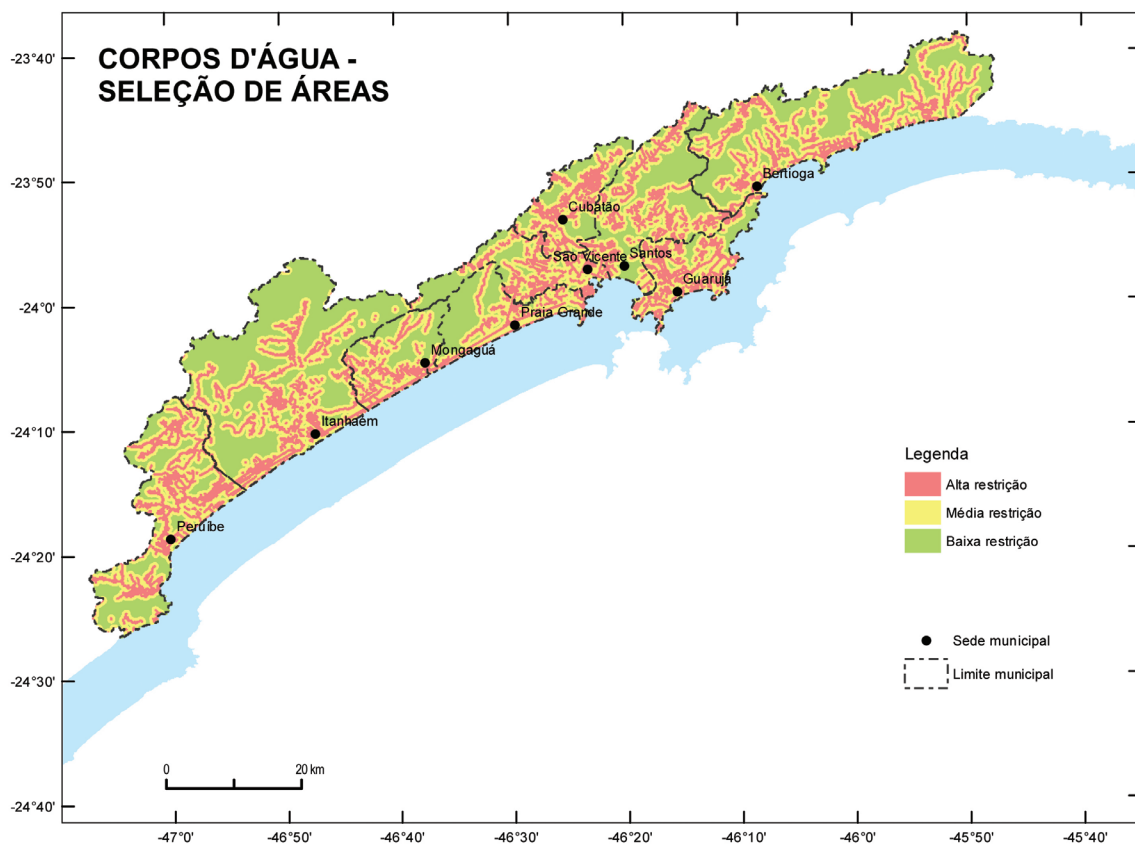 CORPOS D'ÁGUA -
SELEÇÃO DE ÁREAS
-23°40'
-23°50'
-24°0'
-24°10'
-24°20'
-24°30'
-24°40'
Bertioga
Cubatão
São Vicente
Santos
Guarujá
Praia Grande
Mongaguá
Itanhaém
Peruíbe
Legenda
Alta restrição
Média restrição
Baixa restrição
Sede municipal
Limite municipal
0 20 km
-47°0' -46°50' -46°40' -46°30' -46°20' -46°10' -46°0' -45°50' -45°40'